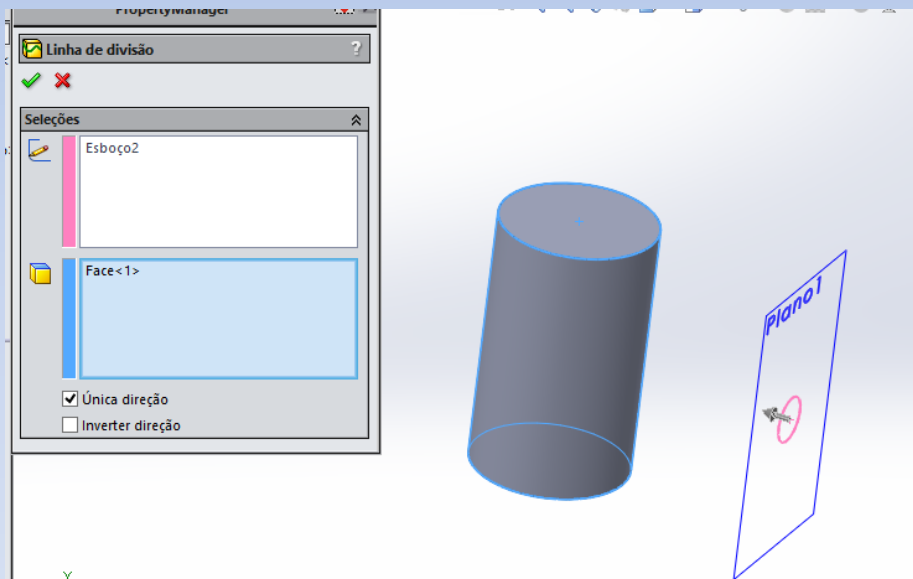 PropertyManager
Linha de divisão
?
Seleções
Esboço2
Face<1>
Única direção
Inverter direção
Plano1
Y